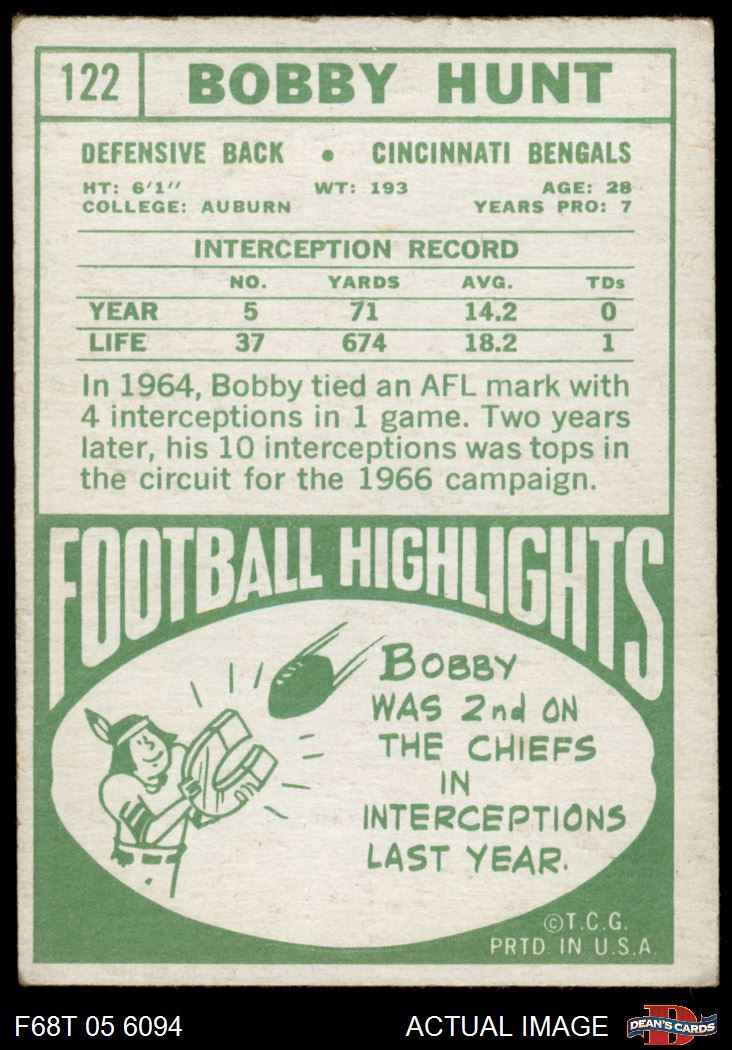 122 BOBBY HUNT
DEFENSIVE BACK • CINCINNATI BENGALS
HT: 6'1" WT: 193 AGE: 28
COLLEGE: AUBURN YEARS PRO: 7
INTERCEPTION RECORD
NO. YARDS AVG. TDs
YEAR 5 71 14.2 0
LIFE 37 674 18.2 1
In 1964, Bobby tied an AFL mark with
4 interceptions in 1 game. Two years
later, his 10 interceptions was tops in
the circuit for the 1966 campaign.
FOOTBALL HIGHLIGHTS
BOBBY
WAS 2nd ON
THE CHIEFS
IN
INTERCEPTIONS
LAST YEAR.
©T.C.G.
PRTD. IN U.S.A.
F68T 05 6094 ACTUAL IMAGE DEAN'S CARDS